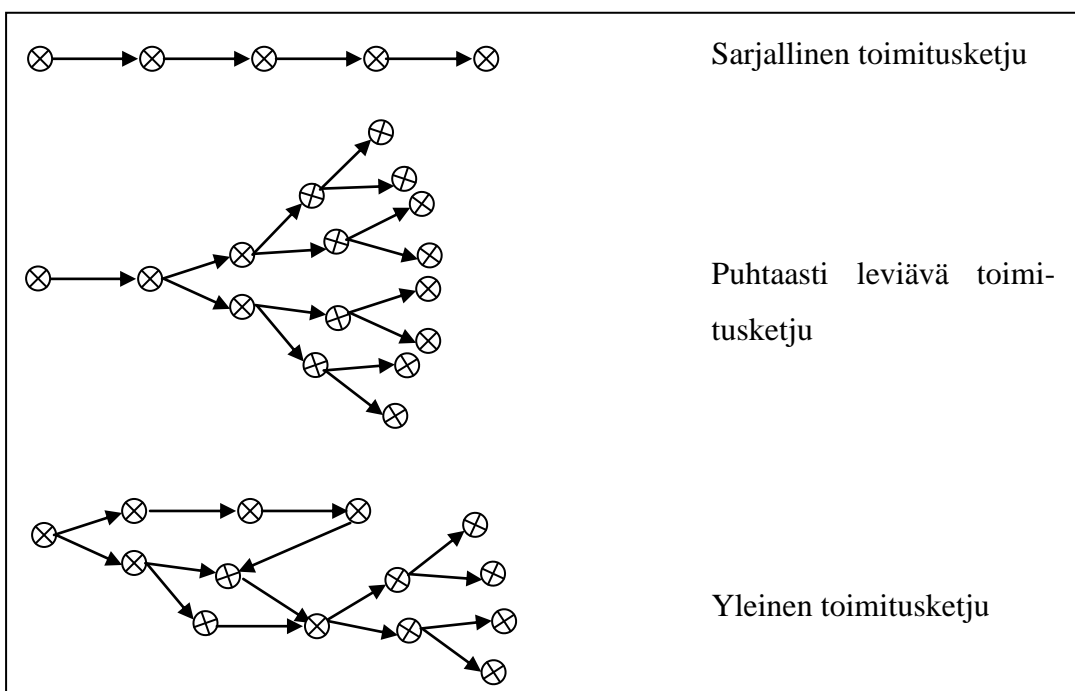 Sarjallinen toimitusketju
Puhtaasti leviävä toimi-
tusketju
Yleinen toimitusketju